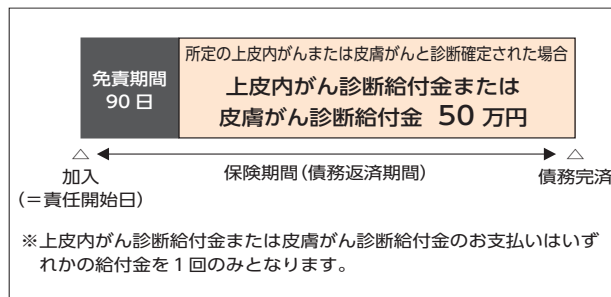 所定の上皮内がんまたは皮膚がんと診断確定された場合
免責期間
90日
上皮内がん診断給付金または
皮膚がん診断給付金 50万円
△
△
加入
(＝責任開始日)
保険期間(債務返済期間)
債務完済
※上皮内がん診断給付金または皮膚がん診断給付金のお支払いはいず
れかの給付金を1回のみとなります。